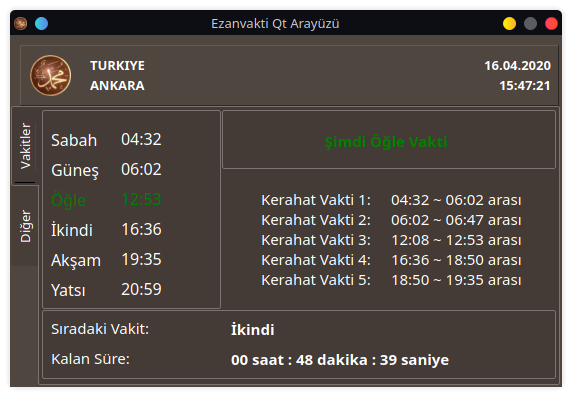 Ezanvakti Qt Arayüzü
TURKIYE
16.04.2020
ANKARA
15:47:21
Vakitler
Diğer
Sabah 04:32
Güneş 06:02
Öğle 12:53
İkindi 16:36
Akşam 19:35
Yatsı 20:59
Şimdi Öğle Vakti
Kerahat Vakti 1: 04:32 ~ 06:02 arası
Kerahat Vakti 2: 06:02 ~ 06:47 arası
Kerahat Vakti 3: 12:08 ~ 12:53 arası
Kerahat Vakti 4: 16:36 ~ 18:50 arası
Kerahat Vakti 5: 18:50 ~ 19:35 arası
Sıradaki Vakit: İkindi
Kalan Süre: 00 saat : 48 dakika : 39 saniye